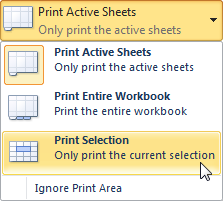 Print Active Sheets
Only print the active sheets
Print Active Sheets
Only print the active sheets
Print Entire Workbook
Print the entire workbook
Print Selection
Only print the current selection
Ignore Print Area